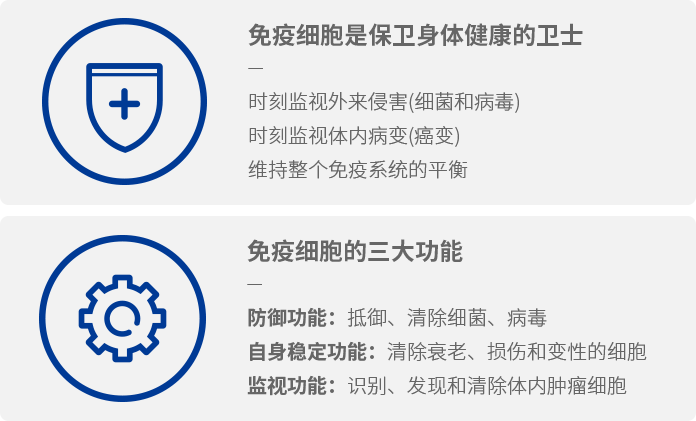 免疫细胞是保卫身体健康的卫士
时刻监视外来侵害(细菌和病毒)
时刻监视体内病变(癌变)
维持整个免疫系统的平衡
免疫细胞的三大功能
防御功能：抵御、清除细菌、病毒
自身稳定功能：清除衰老、损伤和变性的细胞
监视功能：识别、发现和清除体内肿瘤细胞